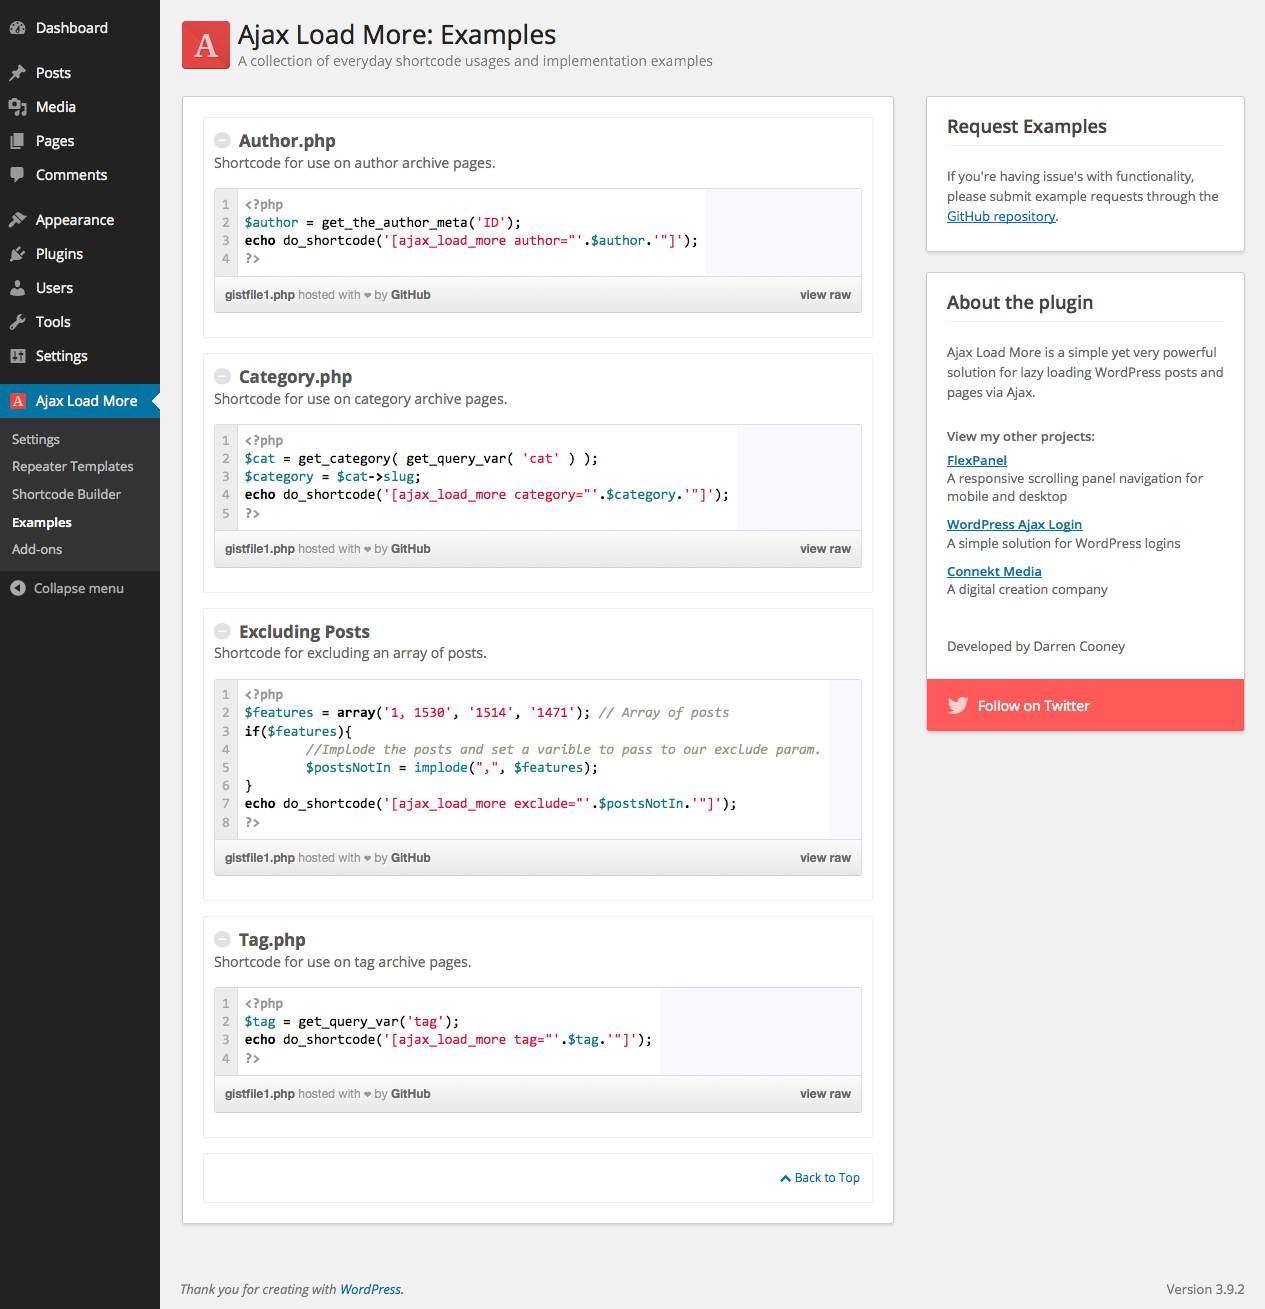 Dashboard
Posts
Media
Pages
Comments
Appearance
Plugins
Users
Tools
Settings
A Ajax Load More
Settings
Repeater Templates
Shortcode Builder
Examples
Add-ons
Collapse menu
A
Ajax Load More: Examples
A collection of everyday shortcode usages and implementation examples
Author.php
Shortcode for use on author archive pages.
1 <?php
2 $author = get_the_author_meta('ID');
3 echo do_shortcode('[ajax_load_more author="'.$author.'"]');
4 ?>
gistfile1.php hosted with ❤ by GitHub view raw
Category.php
Shortcode for use on category archive pages.
1 <?php
2 $cat = get_category( get_query_var( 'cat' ) );
3 $category = $cat->slug;
4 echo do_shortcode('[ajax_load_more category="'.$category.'"]');
5 ?>
gistfile1.php hosted with ❤ by GitHub view raw
Excluding Posts
Shortcode for excluding an array of posts.
1 <?php
2 $features = array('1, 1530', '1514', '1471'); // Array of posts
3 if($features){
4 //Implode the posts and set a varible to pass to our exclude param.
5 $postsNotIn = implode(",", $features);
6 }
7 echo do_shortcode('[ajax_load_more exclude="'.$postsNotIn.'"]');
8 ?>
gistfile1.php hosted with ❤ by GitHub view raw
Tag.php
Shortcode for use on tag archive pages.
1 <?php
2 $tag = get_query_var('tag');
3 echo do_shortcode('[ajax_load_more tag="'.$tag.'"]');
4 ?>
gistfile1.php hosted with ❤ by GitHub view raw
Back to Top
Request Examples
If you're having issue's with functionality,
please submit example requests through the
GitHub repository.
About the plugin
Ajax Load More is a simple yet very powerful
solution for lazy loading WordPress posts and
pages via Ajax.
View my other projects:
FlexPanel
A responsive scrolling panel navigation for
mobile and desktop
WordPress Ajax Login
A simple solution for WordPress logins
Connekt Media
A digital creation company
Developed by Darren Cooney
Follow on Twitter
Thank you for creating with WordPress.
Version 3.9.2